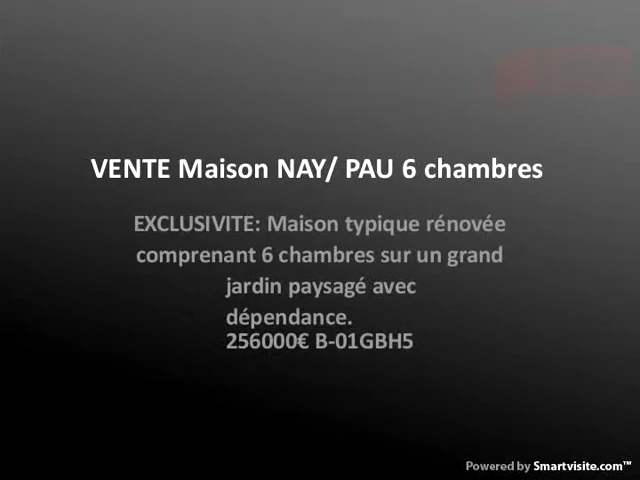 VENTE Maison NAY/ PAU 6 chambres
EXCLUSIVITE: Maison typique rénovée
comprenant 6 chambres sur un grand
jardin paysagé avec
dépendance.
256000€ B-01GBH5
Powered by Smartvisite.com™